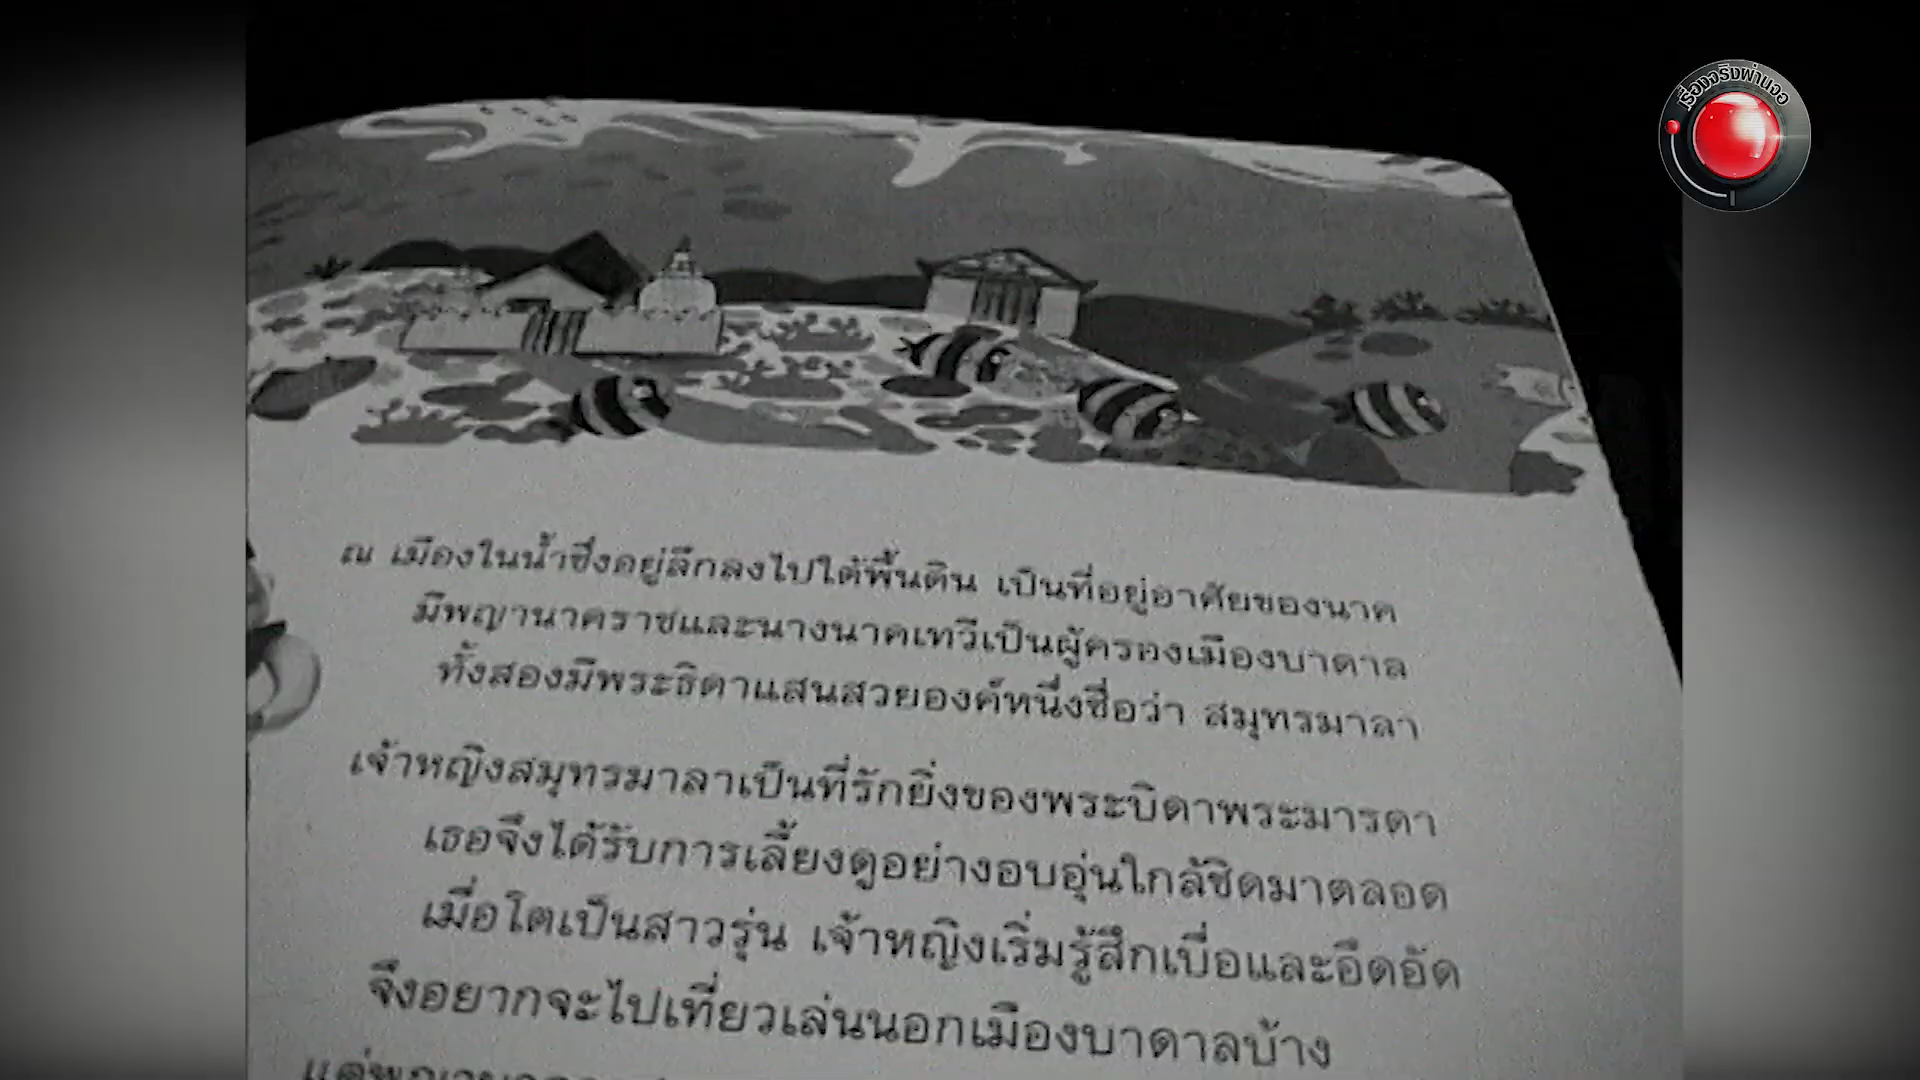 เรื่องจริงผ่านจอ
ณ เมืองในน้ำซึ่งอยู่ลึกลงไปใต้พื้นดิน เป็นที่อยู่อาศัยของนาค
มีพญานาคราชและนางนาคเทวีเป็นผู้ครองเมืองบาดาล
ทั้งสองมีพระธิดาแสนสวยองค์หนึ่งชื่อว่า สมุทรมาลา
เจ้าหญิงสมุทรมาลาเป็นที่รักยิ่งของพระบิดาพระมารดา
เธอจึงได้รับการเลี้ยงดูอย่างอบอุ่นใกล้ชิดมาตลอด
เมื่อโตเป็นสาวรุ่น เจ้าหญิงเริ่มรู้สึกเบื่อและอึดอัด
จึงอยากจะไปเที่ยวเล่นนอกเมืองบาดาลบ้าง